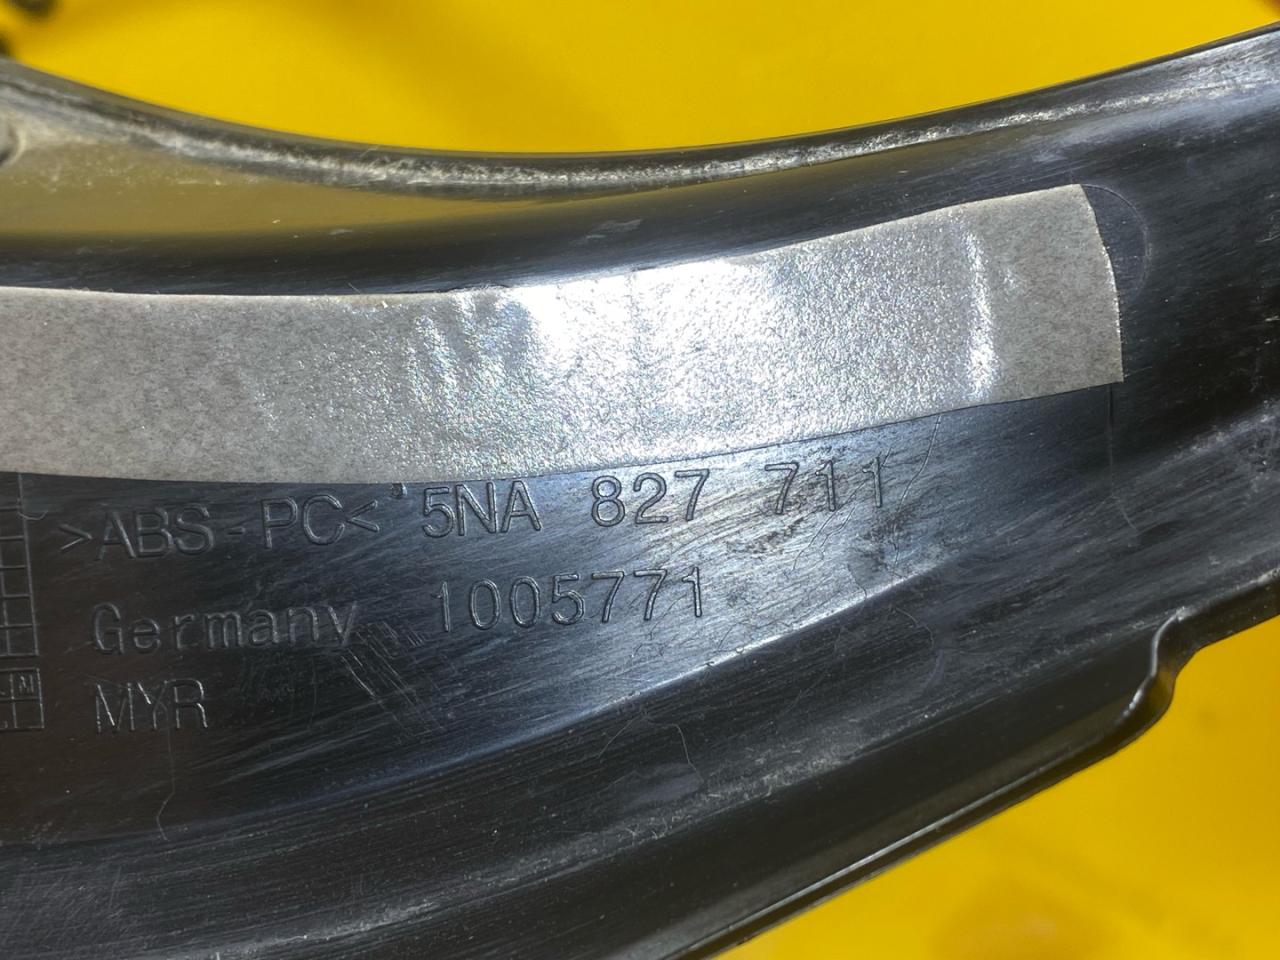 >ABS-PC< 5NA 827 711
Germany 1005771
MYR